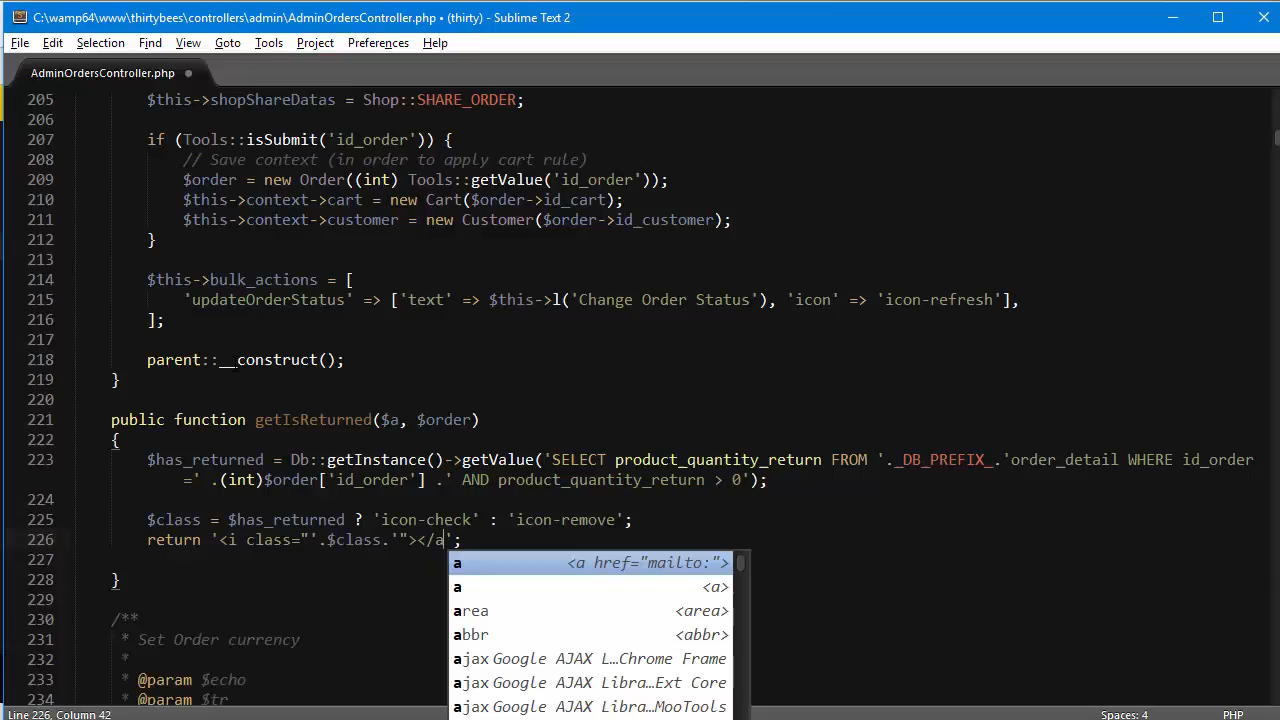 C:\wamp64\www\thirtybees\controllers\admin\AdminOrdersController.php • (thirty) - Sublime Text 2
File Edit Selection Find View Goto Tools Project Preferences Help
AdminOrdersController.php
205 $this->shopShareDatas = Shop::SHARE_ORDER;
206
207 if (Tools::isSubmit('id_order')) {
208 // Save context (in order to apply cart rule)
209 $order = new Order((int) Tools::getValue('id_order'));
210 $this->context->cart = new Cart($order->id_cart);
211 $this->context->customer = new Customer($order->id_customer);
212 }
213
214 $this->bulk_actions = [
215 'updateOrderStatus' => ['text' => $this->l('Change Order Status'), 'icon' => 'icon-refresh'],
216 ];
217
218 parent::__construct();
219 }
220
221 public function getIsReturned($a, $order)
222 {
223 $has_returned = Db::getInstance()->getValue('SELECT product_quantity_return FROM '._DB_PREFIX_.'order_detail WHERE id_order
=' .(int)$order['id_order'] .' AND product_quantity_return > 0');
224
225 $class = $has_returned ? 'icon-check' : 'icon-remove';
226 return '<i class="'.$class.'"></a';
227
a <a href="mailto:">
228 }
a <a>
229
area <area>
230 /**
abbr <abbr>
231 * Set Order currency
232 *
ajax Google AJAX L…Chrome Frame
233 * @param $echo
ajax Google AJAX Libra…Ext Core
234 * @param $tr
ajax Google AJAX Libra…MooTools
Line 226, Column 42 Spaces: 4 PHP